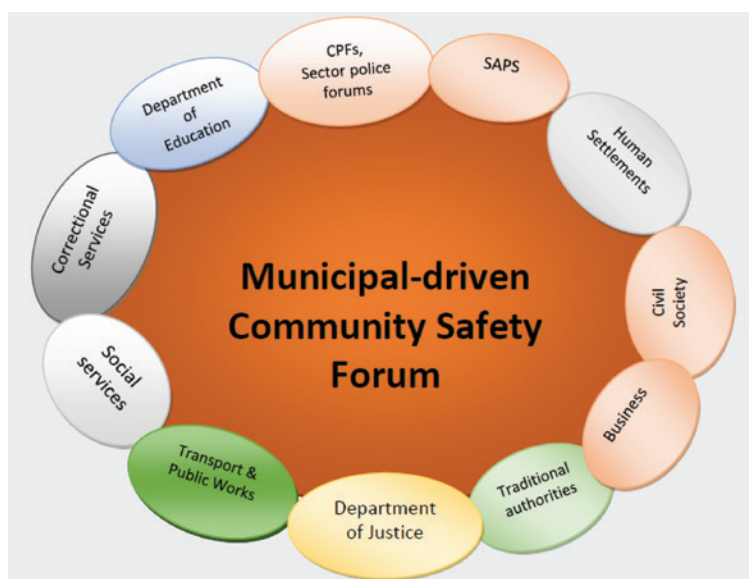 CPFs,
Sector police
forums
SAPS
Human
Settlements
Civil
Society
Business
Traditional
authorities
Department
of Justice
Transport &
Public Works
Social
services
Correctional
Services
Department
of
Education
Municipal-driven
Community Safety
Forum